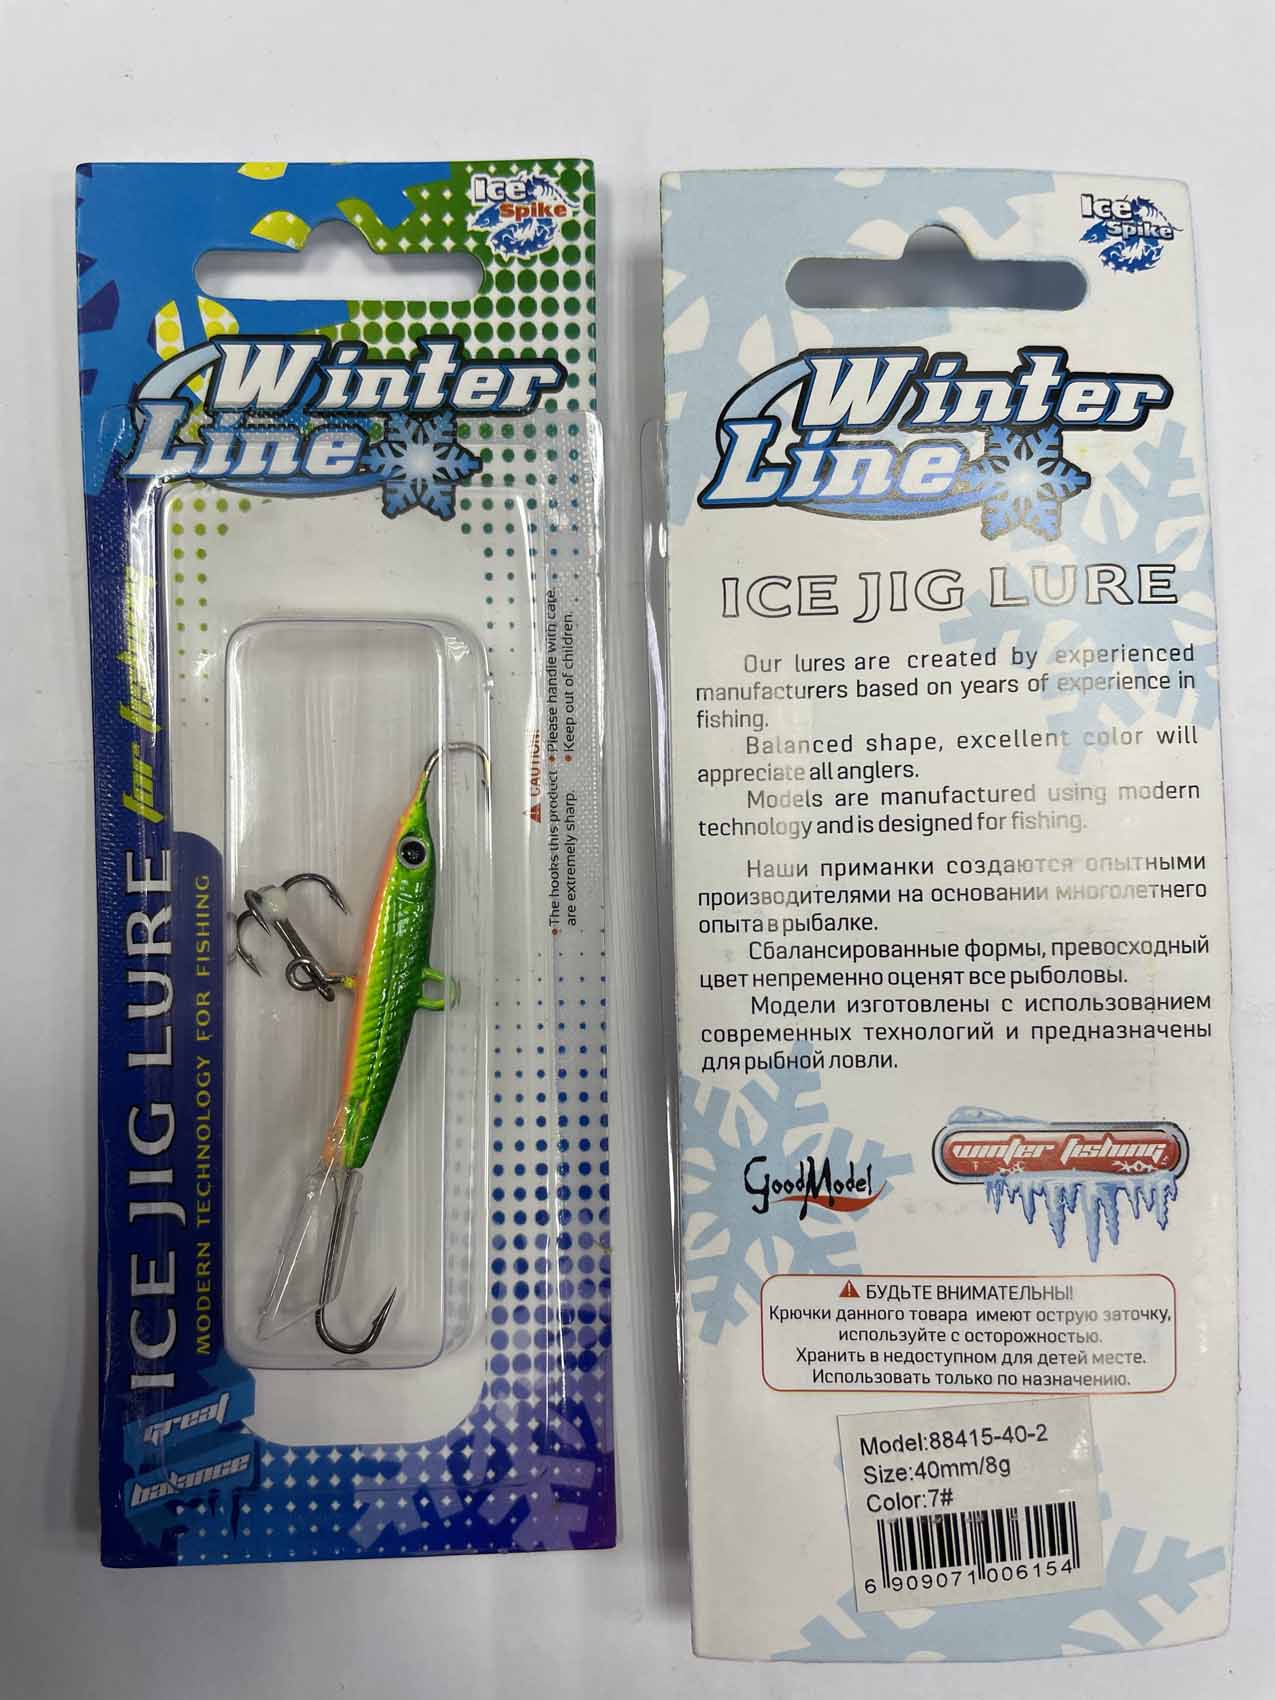 Ice
Spike
Winter
Line
for fishing
ICE JIG LURE
MODERN TECHNOLOGY FOR FISHING
great
balance
CAUTION!
• The hooks this product
are extremely sharp.
• Please handle with care.
• Keep out of children.
Ice
Spike
Winter
Line
ICE JIG LURE
Our lures are created by experienced
manufacturers based on years of experience in
fishing.
Balanced shape, excellent color will
appreciate all anglers.
Models are manufactured using modern
technology and is designed for fishing.
Наши приманки создаются опытными
производителями на основании многолетнего
опыта в рыбалке.
Сбалансированные формы, превосходный
цвет непременно оценят все рыболовы.
Модели изготовлены с использованием
современных технологий и предназначены
для рыбной ловли.
GoodModel
winter fishing
БУДЬТЕ ВНИМАТЕЛЬНЫ!
Крючки данного товара имеют острую заточку,
используйте с осторожностью.
Хранить в недоступном для детей месте.
Использовать только по назначению.
Model:88415-40-2
Size:40mm/8g
Color:7#
6 909071 006154